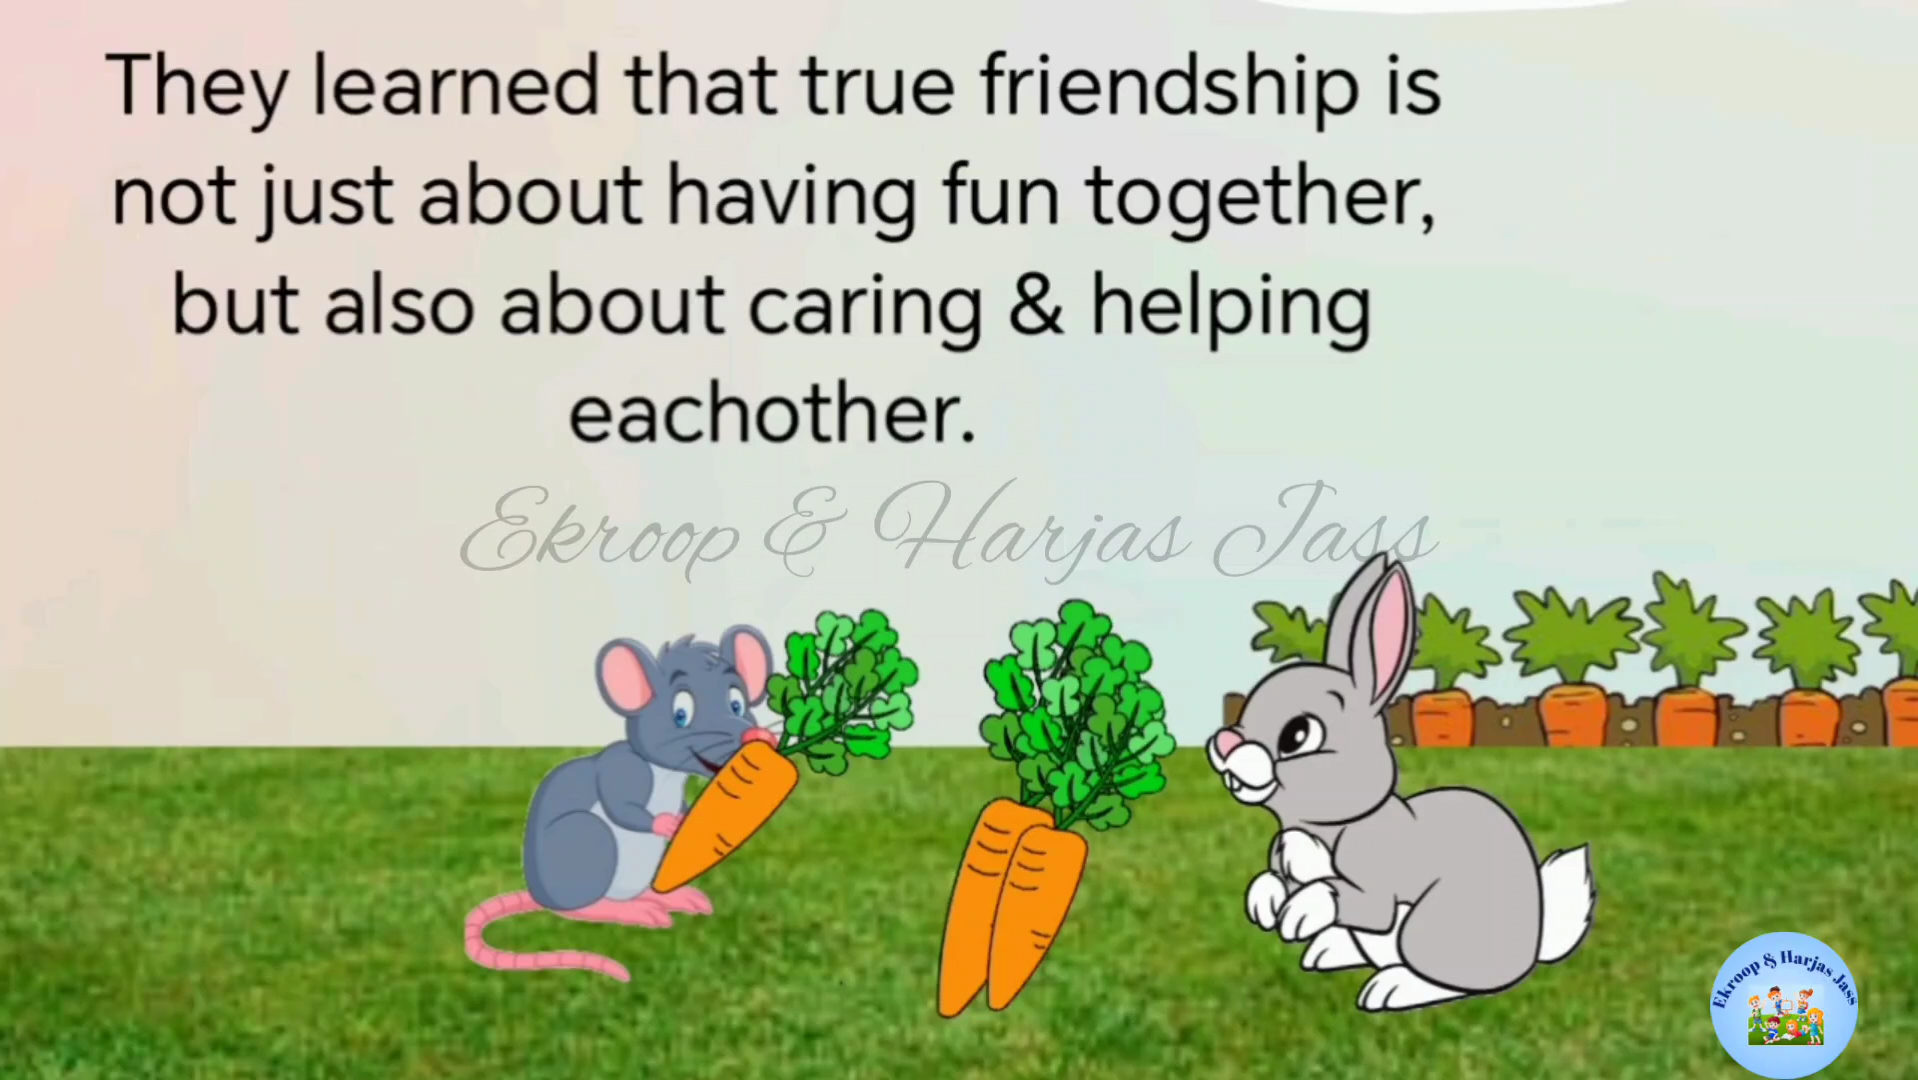 They learned that true friendship is
not just about having fun together,
but also about caring & helping
eachother.
Ekroop & Harjas Jass
Ekroop & Harjas Jass